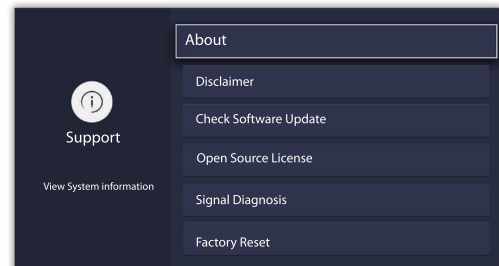 Support
View System information
About
Disclaimer
Check Software Update
Open Source License
Signal Diagnosis
Factory Reset